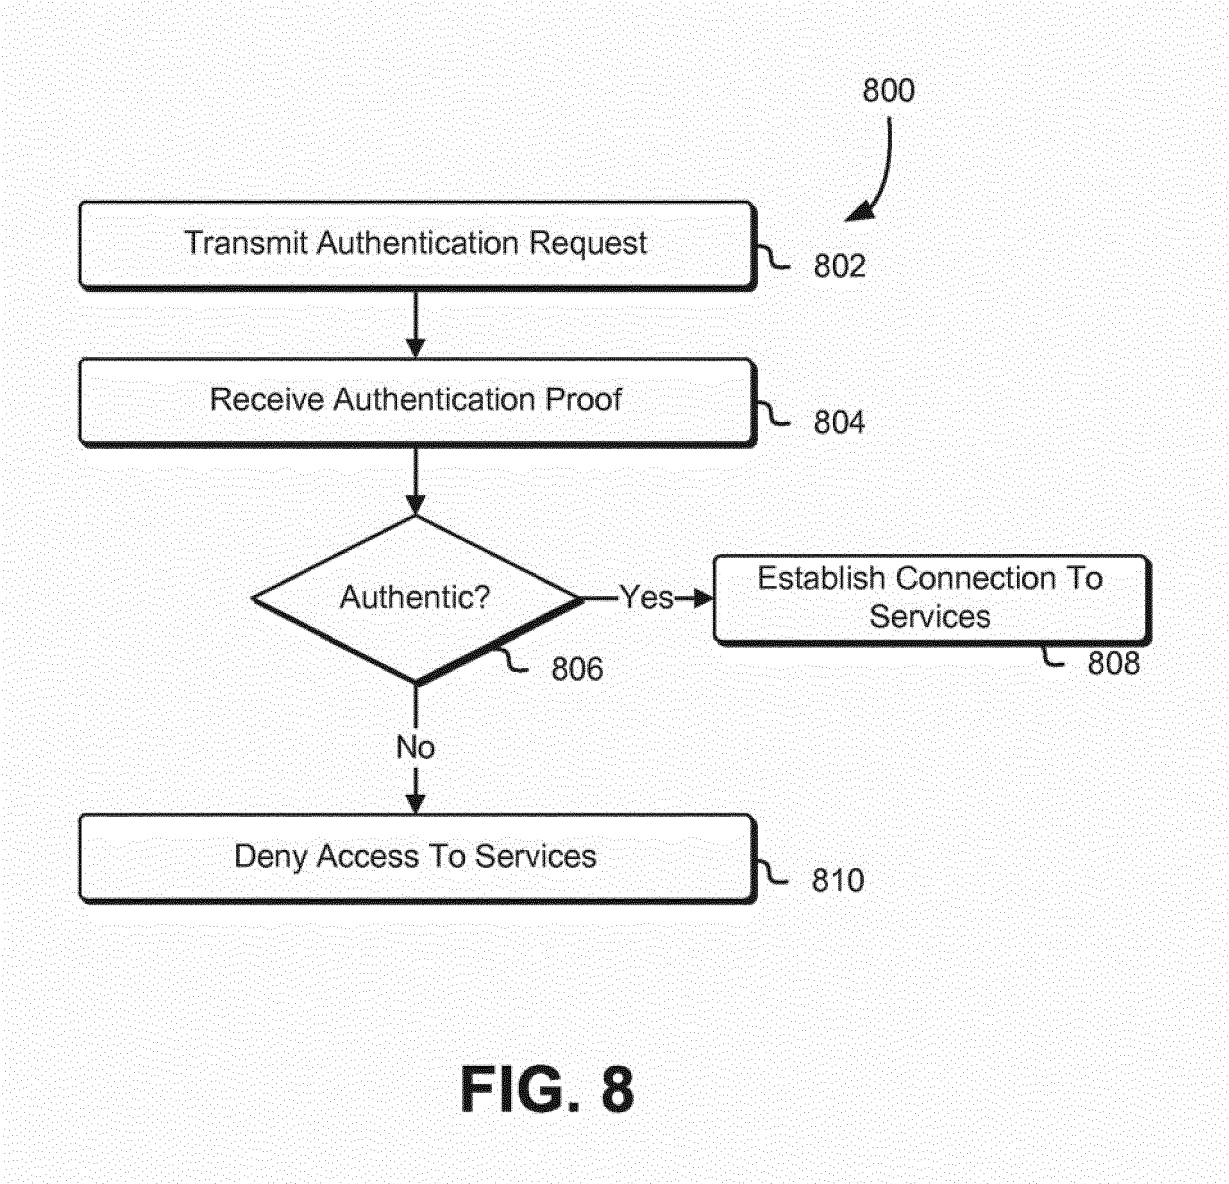 800
Transmit Authentication Request
802
Receive Authentication Proof
804
Authentic?
Yes
Establish Connection To
Services
806
808
No
Deny Access To Services
810
FIG. 8